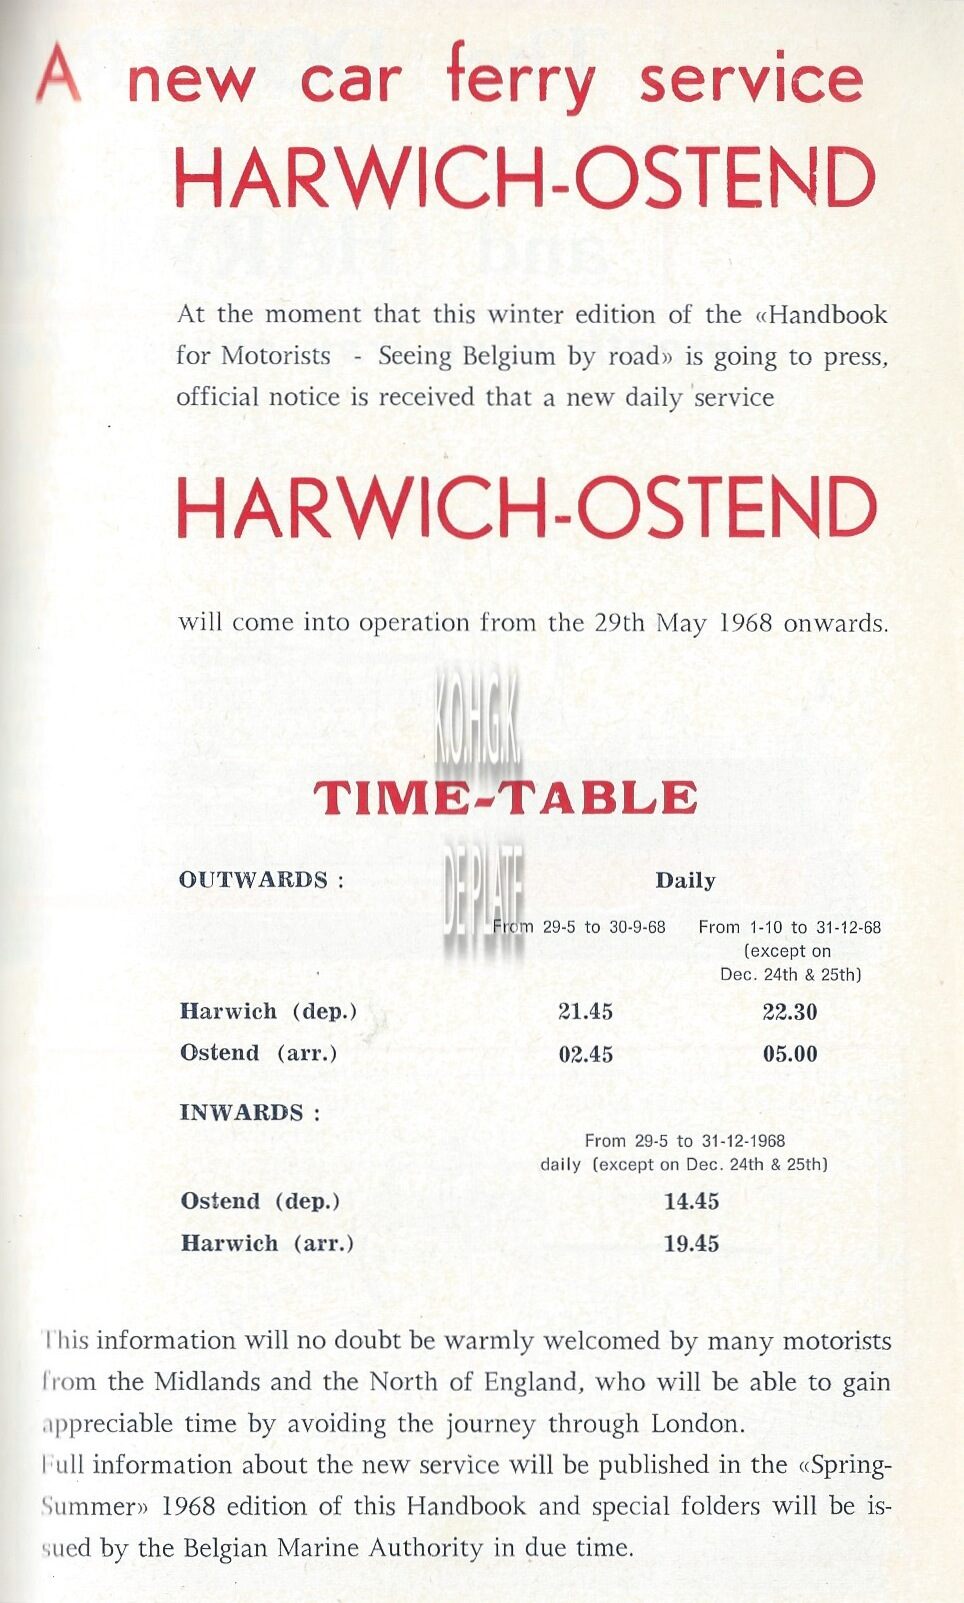 A new car ferry service
HARWICH-OSTEND
At the moment that this winter edition of the «Handbook
for Motorists - Seeing Belgium by road» is going to press,
official notice is received that a new daily service
HARWICH-OSTEND
will come into operation from the 29th May 1968 onwards.
K.O.H.G.K.
TIME-TABLE
DE PLATE
OUTWARDS : Daily
From 29-5 to 30-9-68 From 1-10 to 31-12-68
(except on
Dec. 24th & 25th)
Harwich (dep.) 21.45 22.30
Ostend (arr.) 02.45 05.00
INWARDS :
From 29-5 to 31-12-1968
daily (except on Dec. 24th & 25th)
Ostend (dep.) 14.45
Harwich (arr.) 19.45
This information will no doubt be warmly welcomed by many motorists
from the Midlands and the North of England, who will be able to gain
appreciable time by avoiding the journey through London.
Full information about the new service will be published in the «Spring-
Summer» 1968 edition of this Handbook and special folders will be is-
sued by the Belgian Marine Authority in due time.